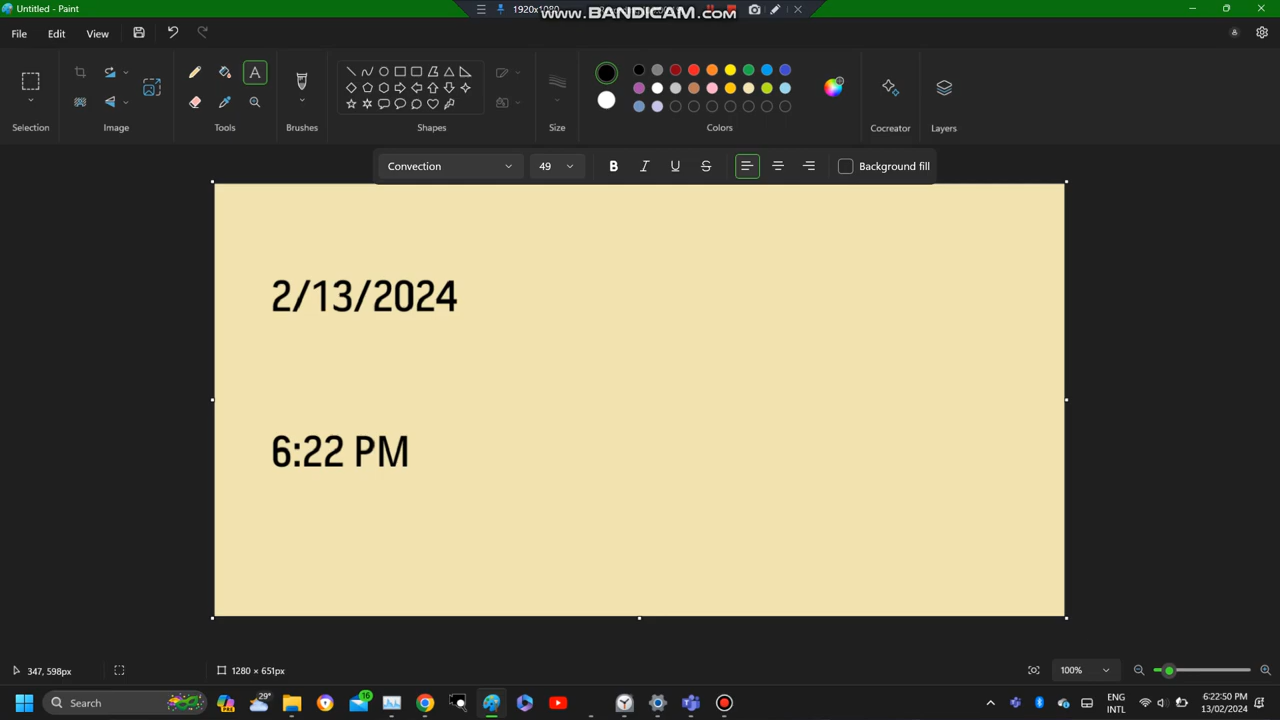 Untitled - Paint
1920x1080
www.BANDICAM.com
File Edit View
Selection
Image
Tools
Brushes
Shapes
Size
Colors
Cocreator
Layers
Convection 49 B I U S Background fill
2/13/2024
6:22 PM
347, 598px
1280 × 651px
100%
Search
PRE
29°
16
ENG
INTL
6:22:50 PM
13/02/2024